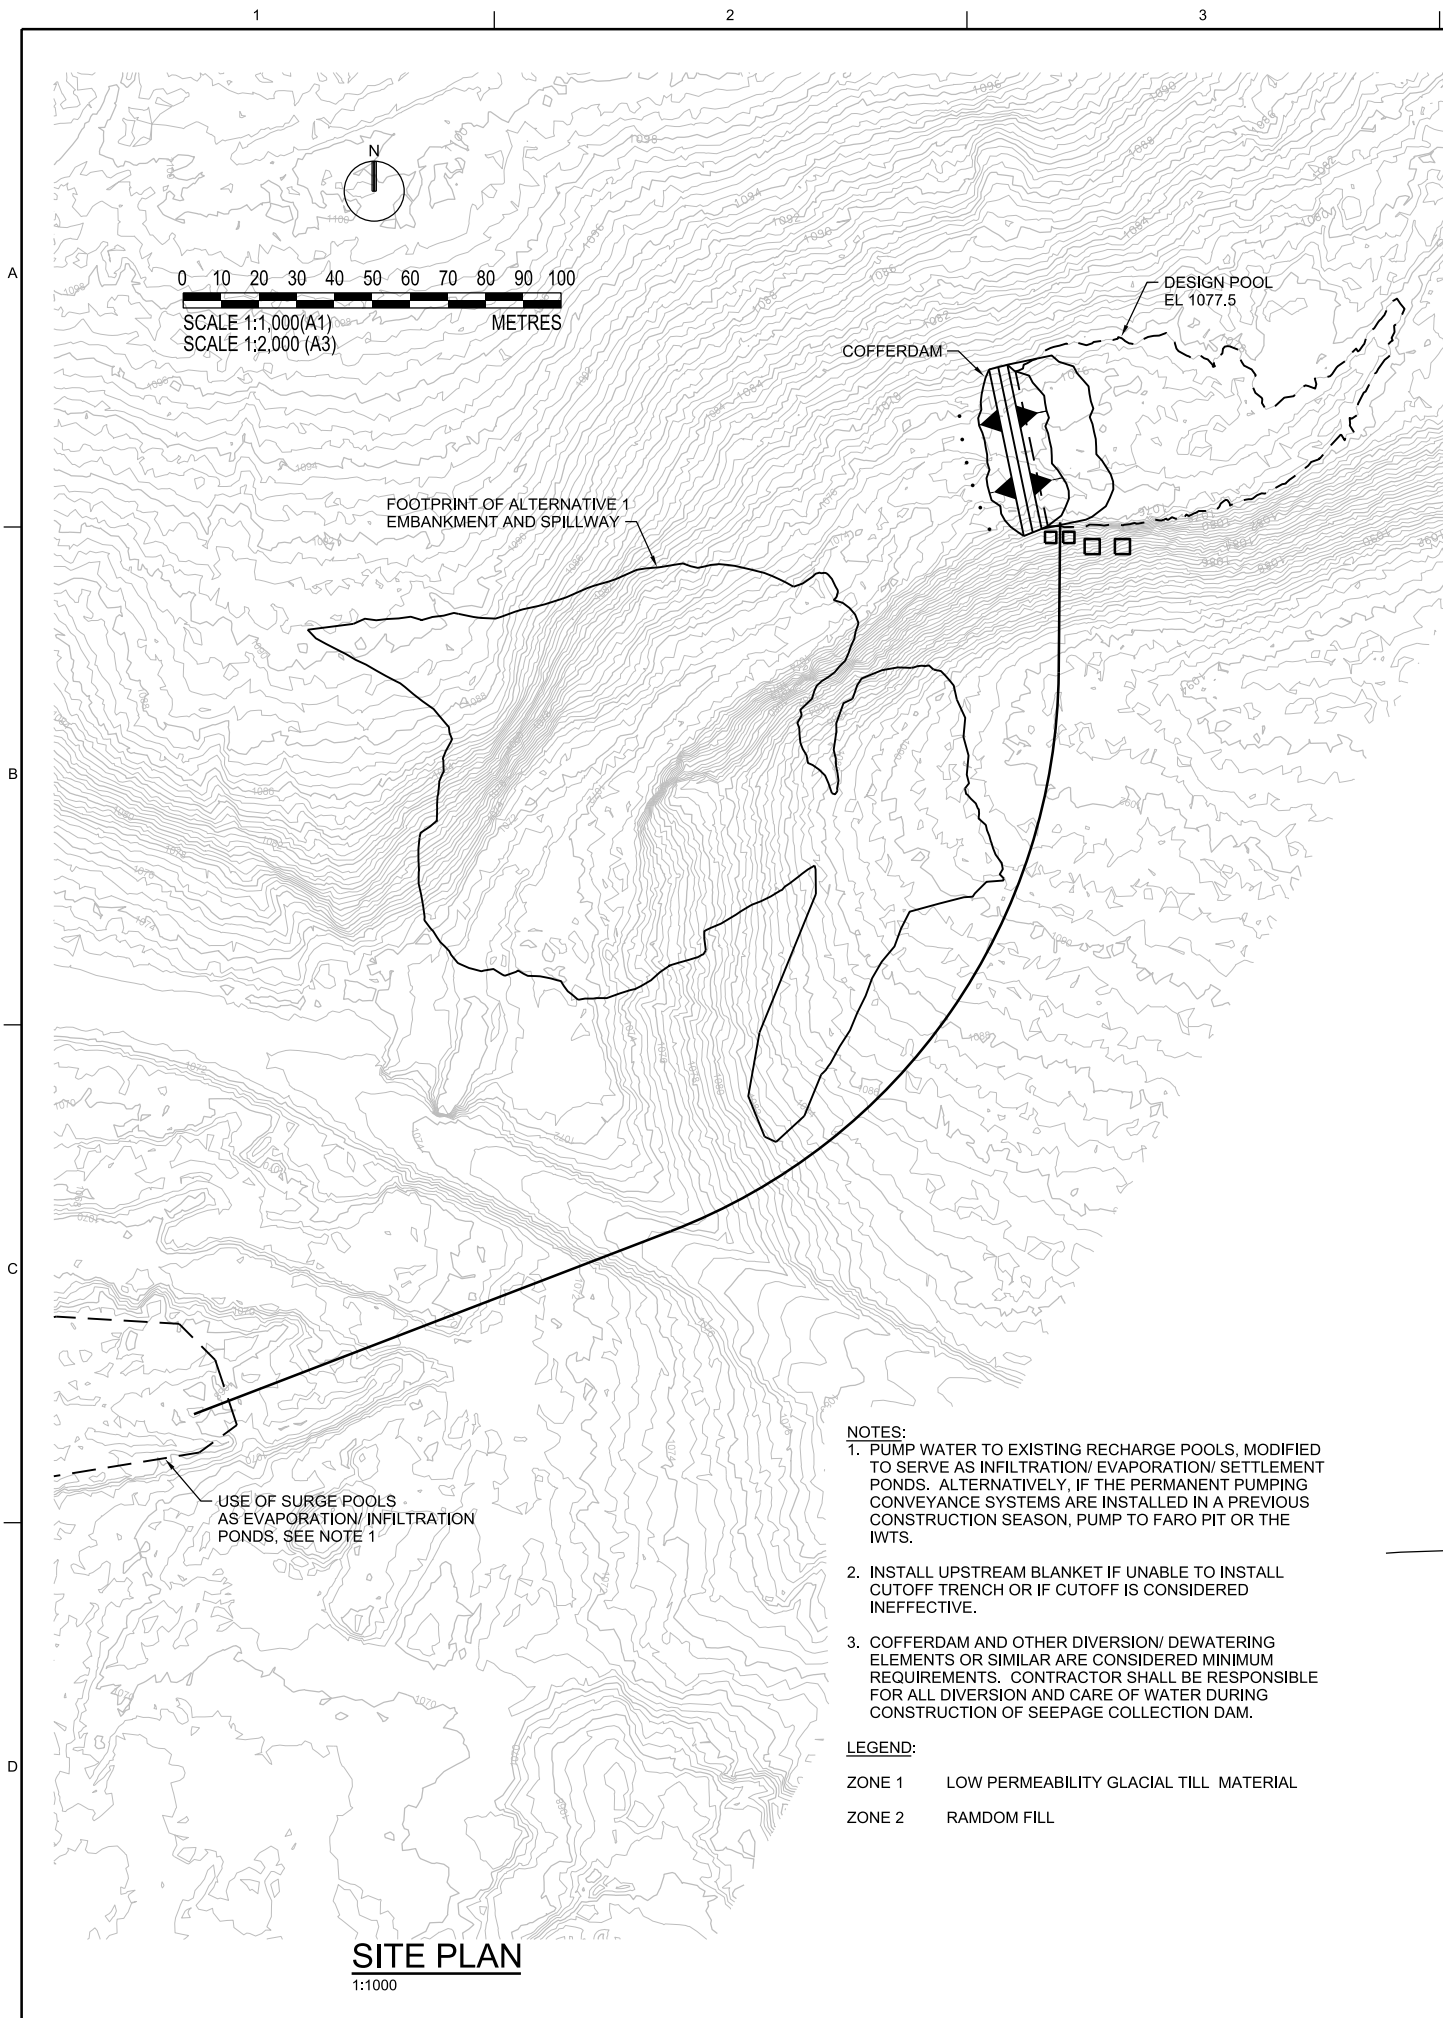 1 2 3
N
1096
1098
1094
1092
1090
1088
1100
A
0 10 20 30 40 50 60 70 80 90 100
SCALE 1:1,000(A1) METRES
SCALE 1:2,000 (A3)
DESIGN POOL
EL 1077.5
COFFERDAM
FOOTPRINT OF ALTERNATIVE 1
EMBANKMENT AND SPILLWAY
B
C
USE OF SURGE POOLS
AS EVAPORATION/ INFILTRATION
PONDS, SEE NOTE 1
NOTES:
1. PUMP WATER TO EXISTING RECHARGE POOLS, MODIFIED
TO SERVE AS INFILTRATION/ EVAPORATION/ SETTLEMENT
PONDS. ALTERNATIVELY, IF THE PERMANENT PUMPING
CONVEYANCE SYSTEMS ARE INSTALLED IN A PREVIOUS
CONSTRUCTION SEASON, PUMP TO FARO PIT OR THE
IWTS.
2. INSTALL UPSTREAM BLANKET IF UNABLE TO INSTALL
CUTOFF TRENCH OR IF CUTOFF IS CONSIDERED
INEFFECTIVE.
3. COFFERDAM AND OTHER DIVERSION/ DEWATERING
ELEMENTS OR SIMILAR ARE CONSIDERED MINIMUM
REQUIREMENTS. CONTRACTOR SHALL BE RESPONSIBLE
FOR ALL DIVERSION AND CARE OF WATER DURING
CONSTRUCTION OF SEEPAGE COLLECTION DAM.
D
LEGEND:
ZONE 1 LOW PERMEABILITY GLACIAL TILL MATERIAL
ZONE 2 RAMDOM FILL
SITE PLAN
1:1000